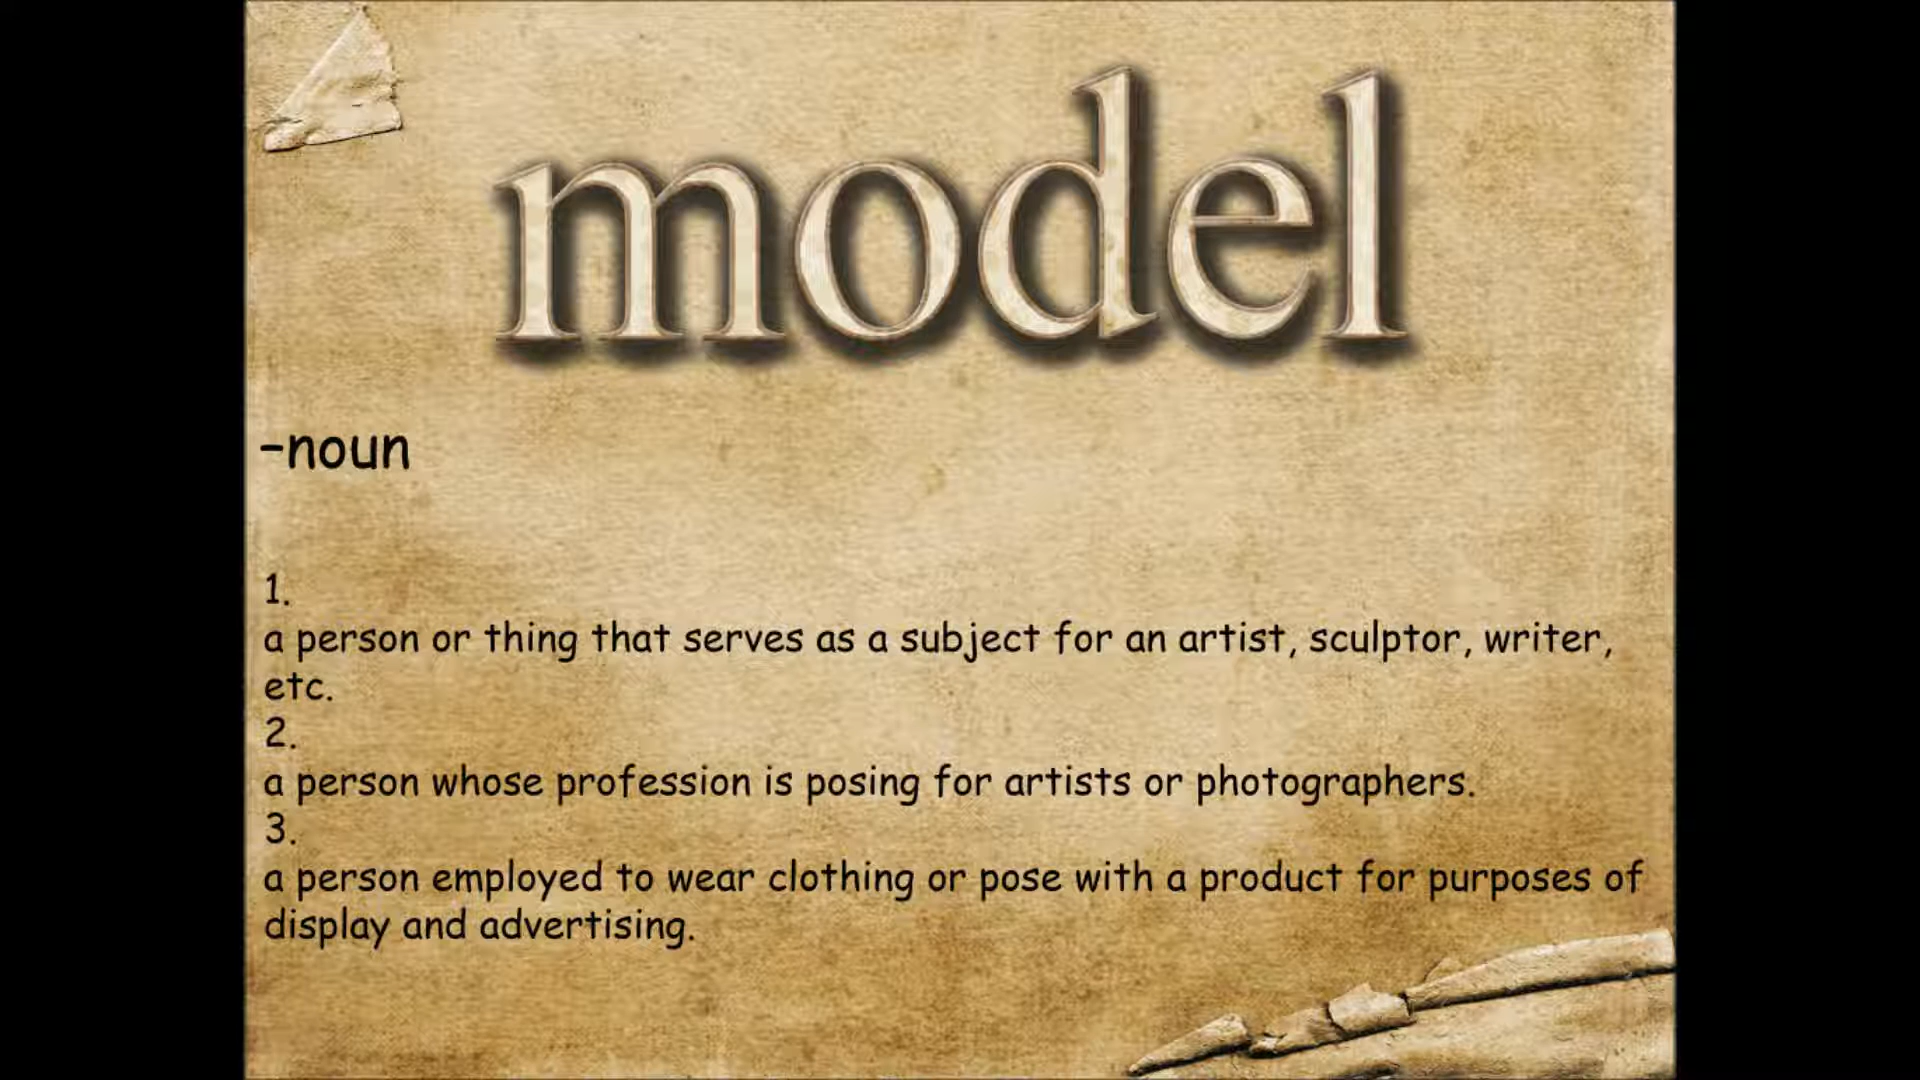 model
–noun
1.
a person or thing that serves as a subject for an artist, sculptor, writer,
etc.
2.
a person whose profession is posing for artists or photographers.
3.
a person employed to wear clothing or pose with a product for purposes of
display and advertising.